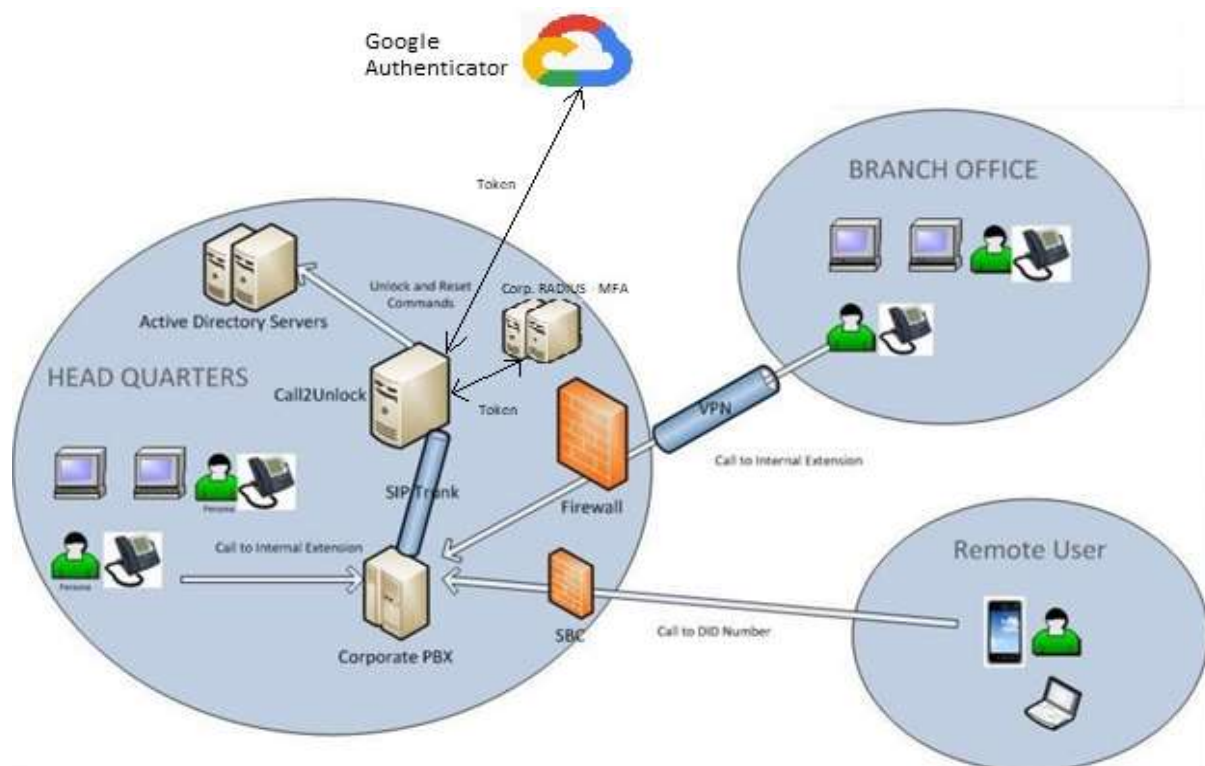 Google
Authenticator
Token
BRANCH OFFICE
Unlock and Reset
Commands
Corp. RADIUS - MFA
Active Directory Servers
HEAD QUARTERS
Call2Unlock
Token
VPN
Call to Internal Extension
SIP Trunk
Firewall
Persona
Call to Internal Extension
Persona
Remote User
SBC
Call to DID Number
Corporate PBX